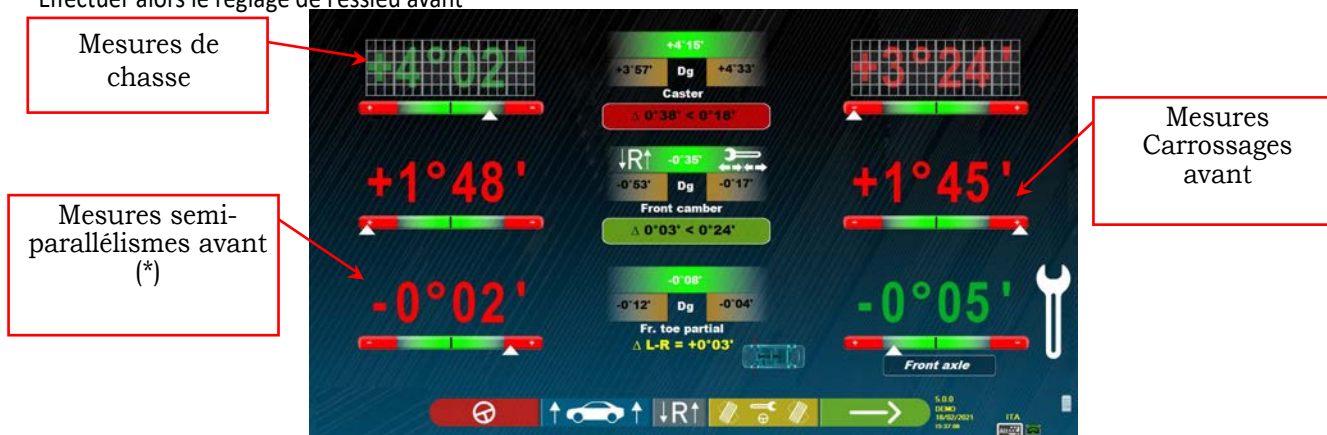 Effectuer alors le réglage de l'essieu avant
Mesures de
chasse
+4°02'
+4°15'
+3°57' Dg +4°33'
Caster
Δ 0°38' < 0°18'
+3°24'
Mesures
Carrossages
avant
+1°48'
↓R↑ -0°35'
-0°53' Dg -0°17'
Front camber
Δ 0°03' < 0°24'
+1°45'
Mesures semi-
parallélismes avant
(*)
-0°02'
-0°08'
-0°12' Dg -0°04'
Fr. toe partial
Δ L-R = +0°03'
-0°05'
Front axle
↓R↑
5.0.0
DEMO
18/02/2021
ITA